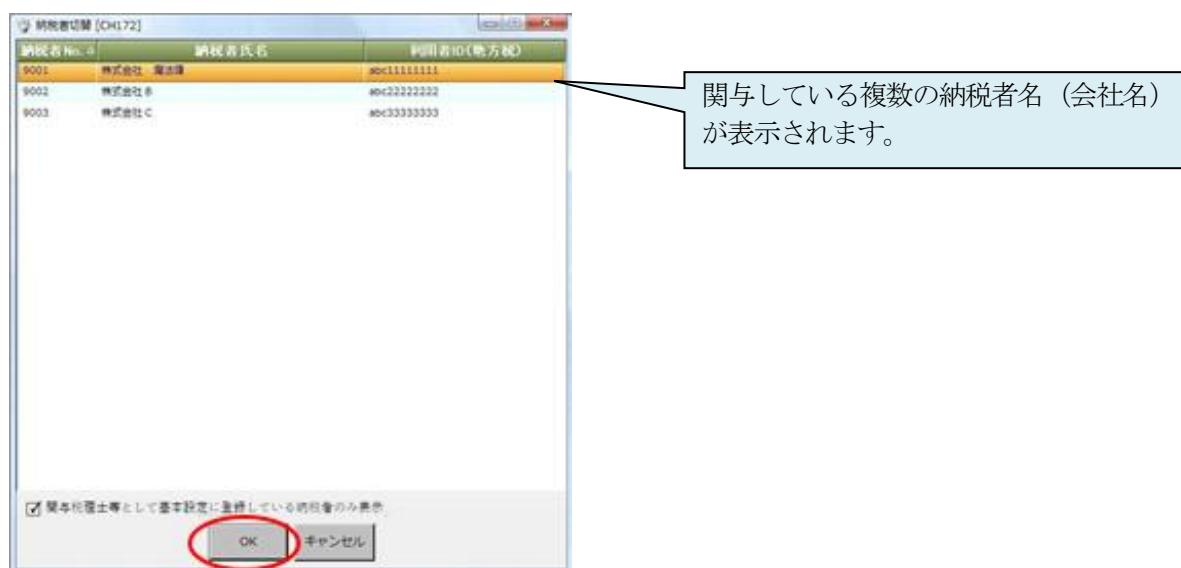 納税者切替 [CH172]
納税者No. 納税者氏名 利用者ID(地方税)
9001 株式会社 abc11111111
9002 株式会社B abc22222222
9003 株式会社C abc33333333
関与している複数の納税者名（会社名）
が表示されます。
関与税理士等として基本設定に登録している納税者のみ表示
OK キャンセル